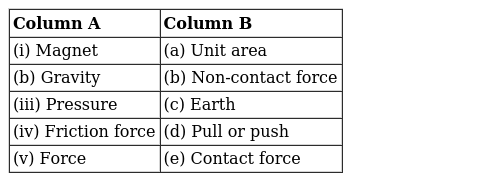 Column A Column B
(i) Magnet (a) Unit area
(b) Gravity (b) Non-contact force
(iii) Pressure (c) Earth
(iv) Friction force (d) Pull or push
(v) Force (e) Contact force